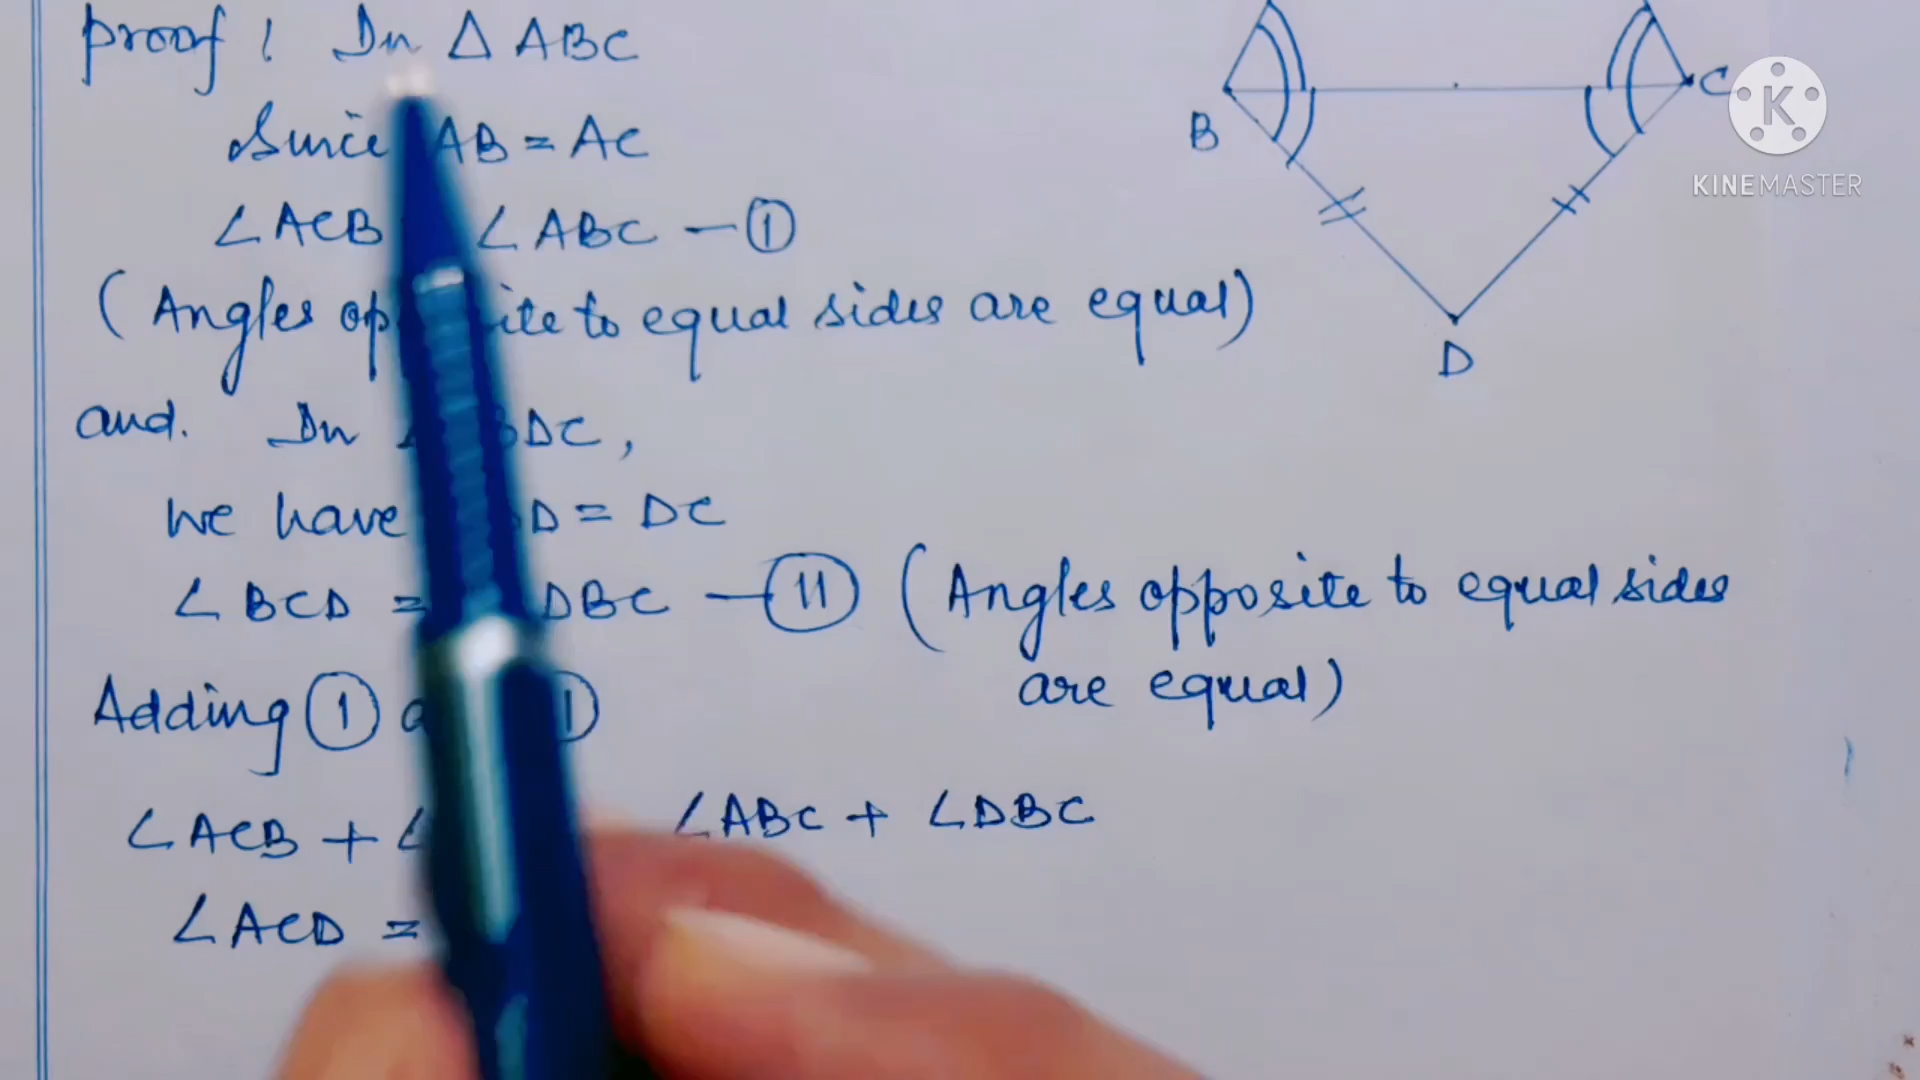 Proof! In △ ABC
Since AB = AC
∠ACB ∠ABC — ①
(Angles opposite to equal sides are equal)
and. In DC,
We have D = DC
∠BCD = DBC — (11) (Angles opposite to equal sides
are equal)
Adding ①
∠ACB + ∠ ∠ABC + ∠DBC
∠ACD =
B
C
D
K
KINEMASTER